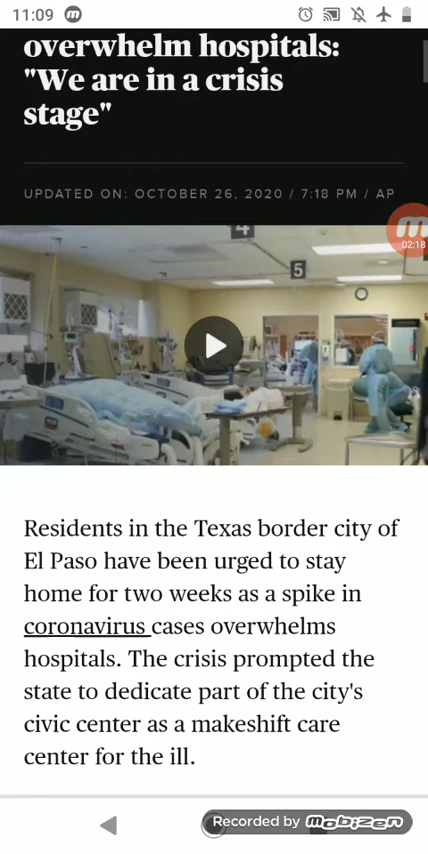 11:09
overwhelm hospitals:
"We are in a crisis
stage"
UPDATED ON: OCTOBER 26, 2020 / 7:18 PM / AP
02:18
4
5
Residents in the Texas border city of
El Paso have been urged to stay
home for two weeks as a spike in
coronavirus cases overwhelms
hospitals. The crisis prompted the
state to dedicate part of the city's
civic center as a makeshift care
center for the ill.
Recorded by mobizen